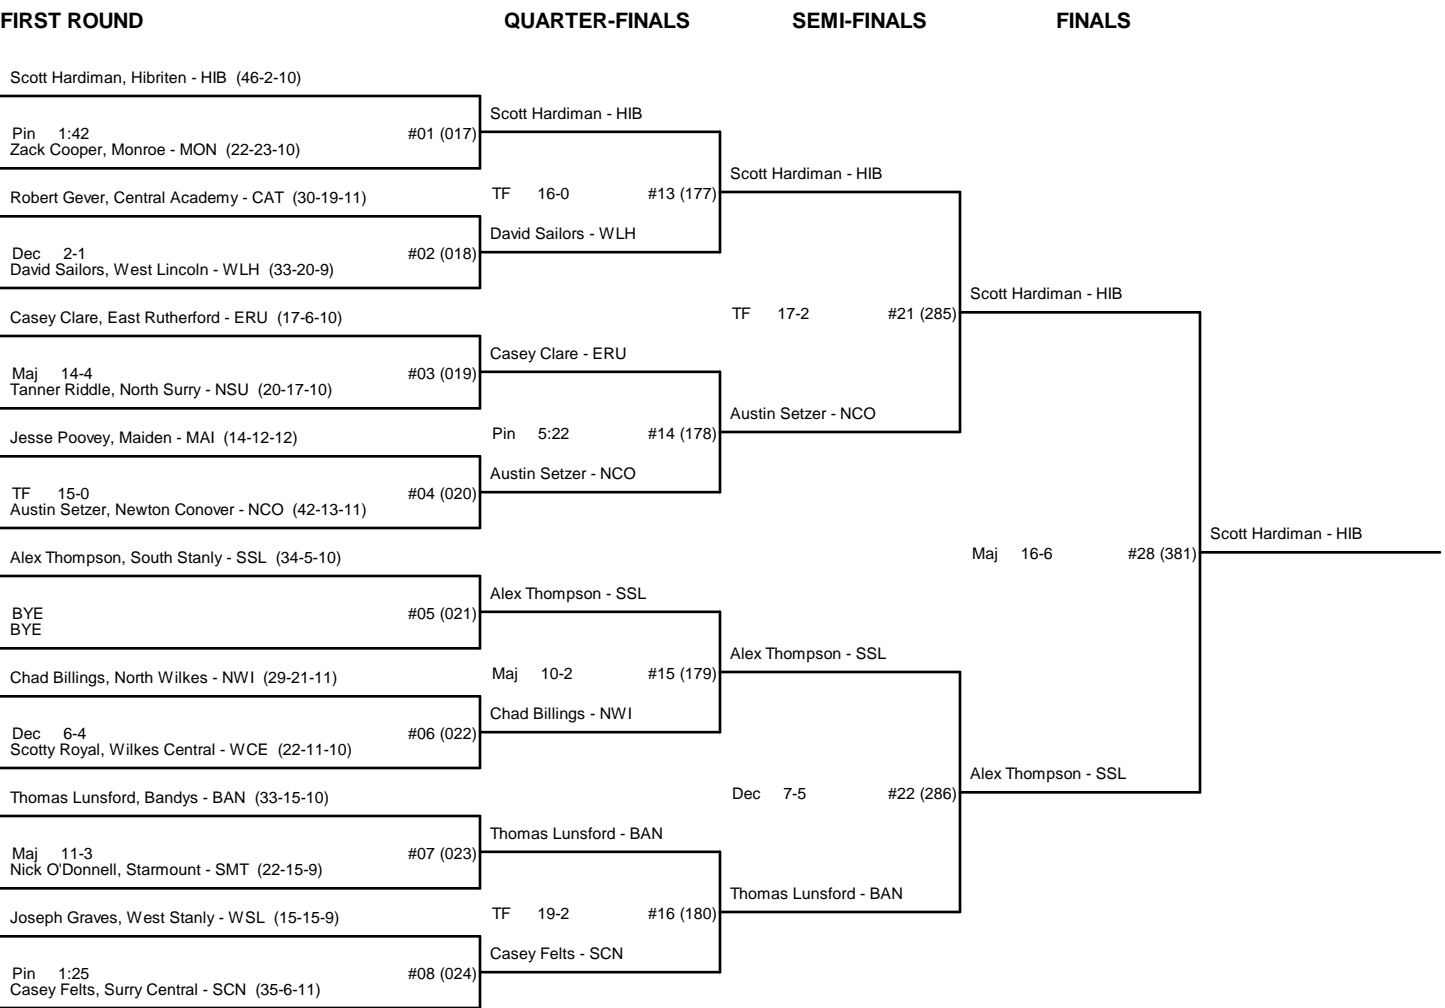 FIRST ROUND QUARTER-FINALS SEMI-FINALS FINALS
Scott Hardiman, Hibriten - HIB (46-2-10)
Scott Hardiman - HIB
Pin 1:42 #01 (017)
Zack Cooper, Monroe - MON (22-23-10)
Scott Hardiman - HIB
Robert Gever, Central Academy - CAT (30-19-11)
TF 16-0 #13 (177)
David Sailors - WLH
Dec 2-1 #02 (018)
David Sailors, West Lincoln - WLH (33-20-9)
Scott Hardiman - HIB
Casey Clare, East Rutherford - ERU (17-6-10)
TF 17-2 #21 (285)
Casey Clare - ERU
Maj 14-4 #03 (019)
Tanner Riddle, North Surry - NSU (20-17-10)
Austin Setzer - NCO
Jesse Poovey, Maiden - MAI (14-12-12)
Pin 5:22 #14 (178)
Austin Setzer - NCO
TF 15-0 #04 (020)
Austin Setzer, Newton Conover - NCO (42-13-11)
Scott Hardiman - HIB
Alex Thompson, South Stanly - SSL (34-5-10)
Maj 16-6 #28 (381)
Alex Thompson - SSL
BYE #05 (021)
BYE
Alex Thompson - SSL
Chad Billings, North Wilkes - NWI (29-21-11)
Maj 10-2 #15 (179)
Chad Billings - NWI
Dec 6-4 #06 (022)
Scotty Royal, Wilkes Central - WCE (22-11-10)
Alex Thompson - SSL
Thomas Lunsford, Bandys - BAN (33-15-10)
Dec 7-5 #22 (286)
Thomas Lunsford - BAN
Maj 11-3 #07 (023)
Nick O'Donnell, Starmount - SMT (22-15-9)
Thomas Lunsford - BAN
Joseph Graves, West Stanly - WSL (15-15-9)
TF 19-2 #16 (180)
Casey Felts - SCN
Pin 1:25 #08 (024)
Casey Felts, Surry Central - SCN (35-6-11)